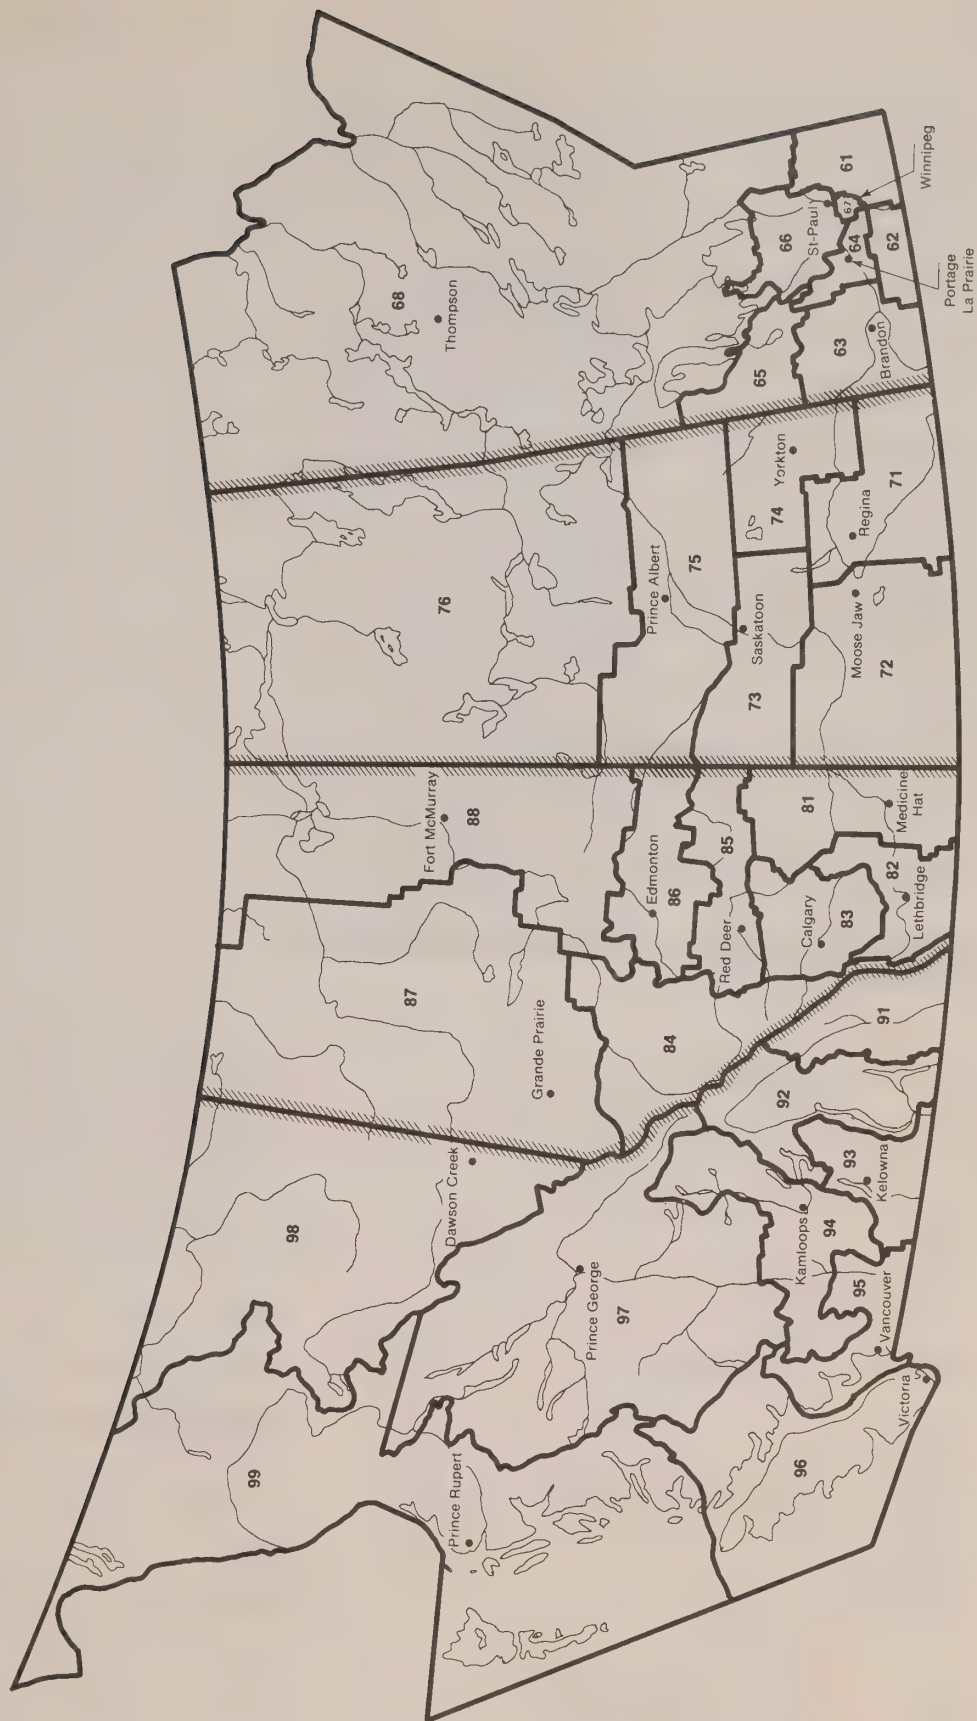 99
98
Prince Rupert
Prince George
97
Dawson Creek
96
Victoria
Vancouver
95
Kamloops
94
Kelowna
93
92
91
87
Grande Prairie
84
Fort McMurray
88
Edmonton
86
Red Deer
85
Calgary
83
81
82
Lethbridge
Medicine
Hat
76
Prince Albert
75
Saskatoon
73
74
Yorkton
Moose Jaw
72
Regina
71
68
Thompson
65
66
63
Brandon
St-Paul
67
64
61
62
Portage
La Prairie
Winnipeg